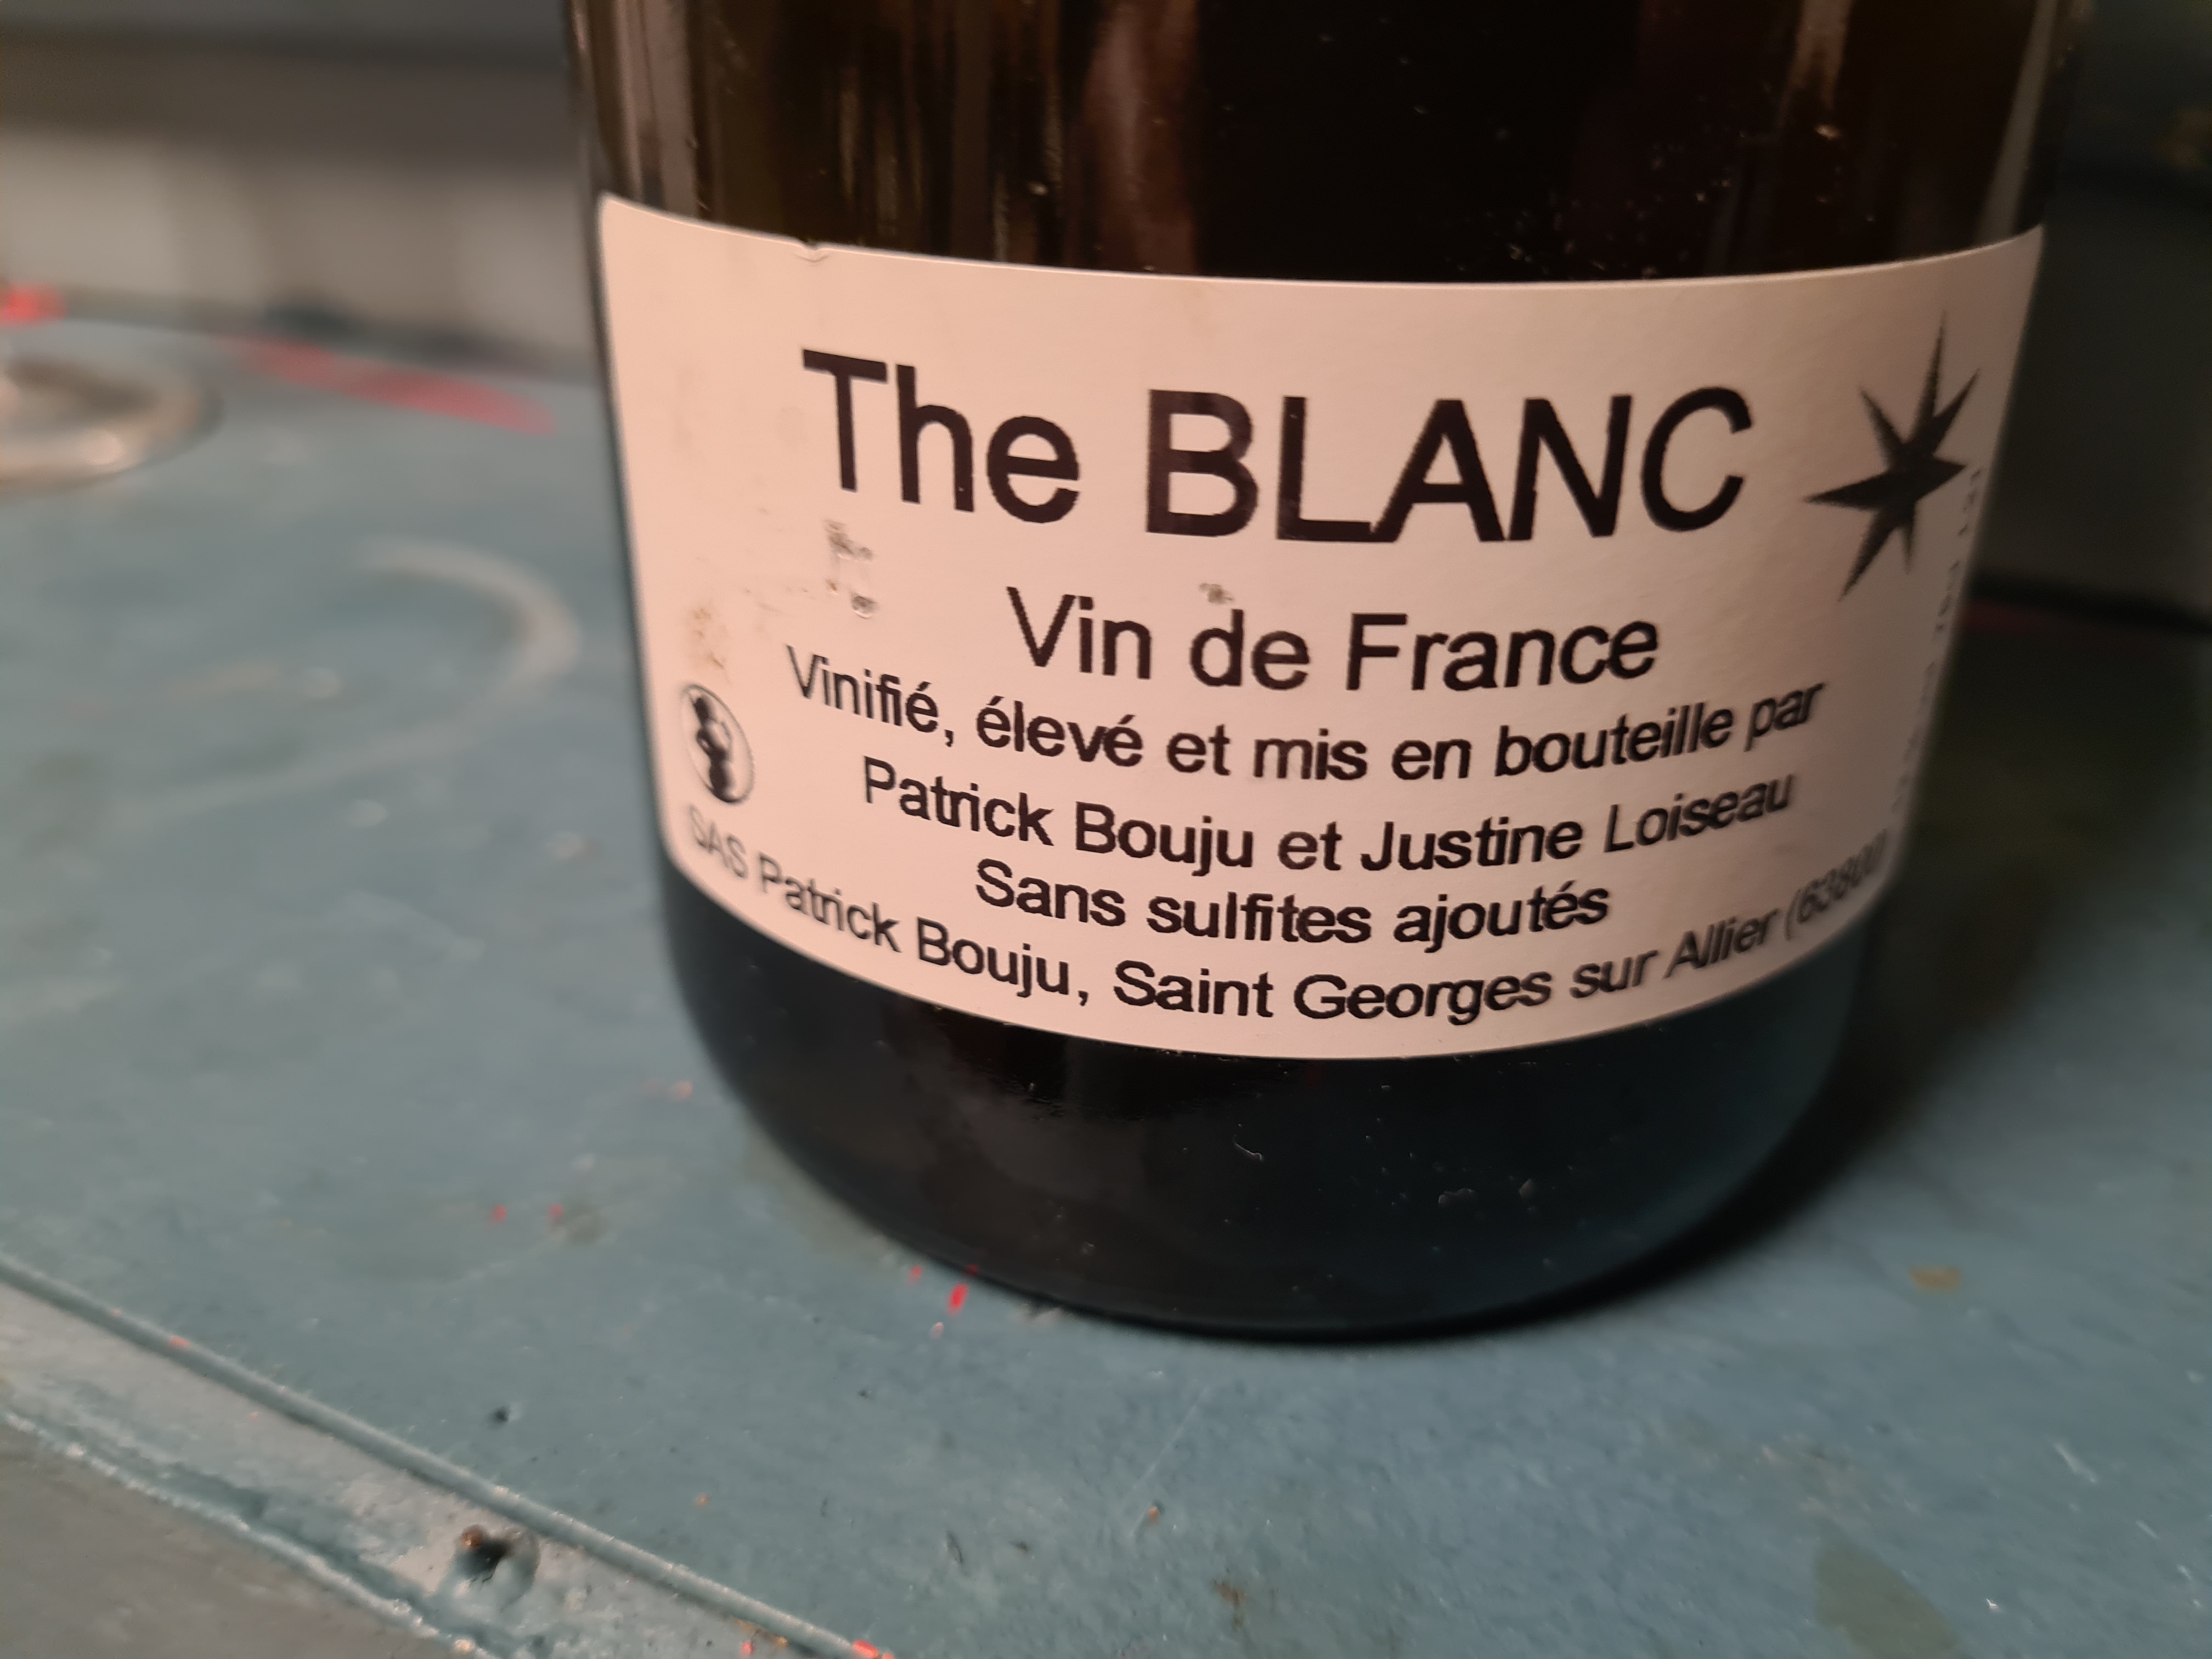 The BLANC
Vin de France
Vinifié, élevé et mis en bouteille par
Patrick Bouju et Justine Loiseau
Sans sulfites ajoutés
SAS Patrick Bouju, Saint Georges sur Allier (63800)